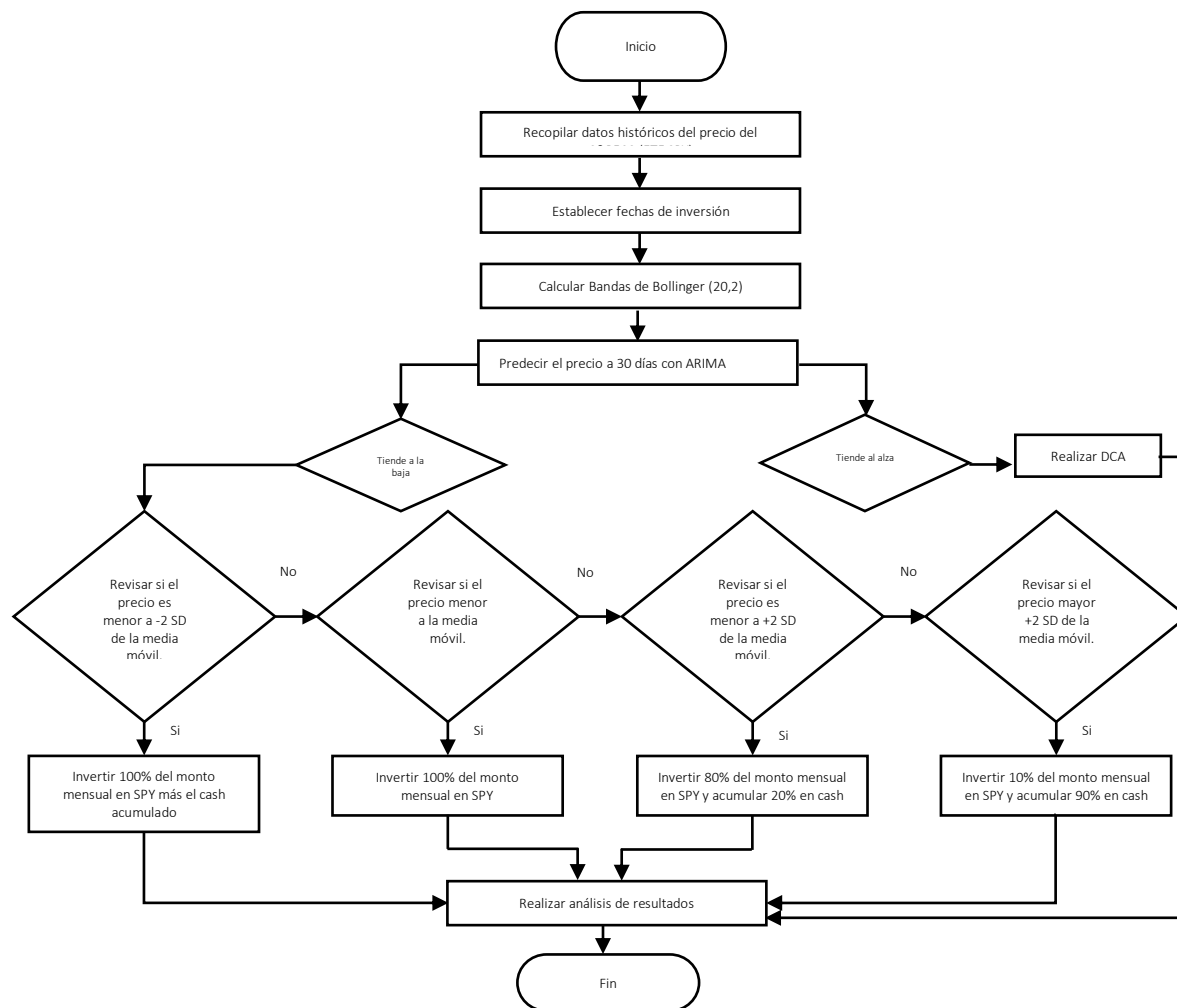 Inicio
Recopilar datos históricos del precio del
Establecer fechas de inversión
Calcular Bandas de Bollinger (20,2)
Predecir el precio a 30 días con ARIMA
Tiende a la
baja
Tiende al alza
Realizar DCA
Revisar si el
precio es
menor a -2 SD
de la media
móvil.
No
Revisar si el
precio menor
a la media
móvil.
No
Revisar si el
precio es
menor a +2 SD
de la media
móvil.
No
Revisar si el
precio mayor
+2 SD de la
media móvil.
Si
Si
Si
Si
Invertir 100% del monto
mensual en SPY más el cash
acumulado
Invertir 100% del monto
mensual en SPY
Invertir 80% del monto mensual
en SPY y acumular 20% en cash
Invertir 10% del monto mensual
en SPY y acumular 90% en cash
Realizar análisis de resultados
Fin